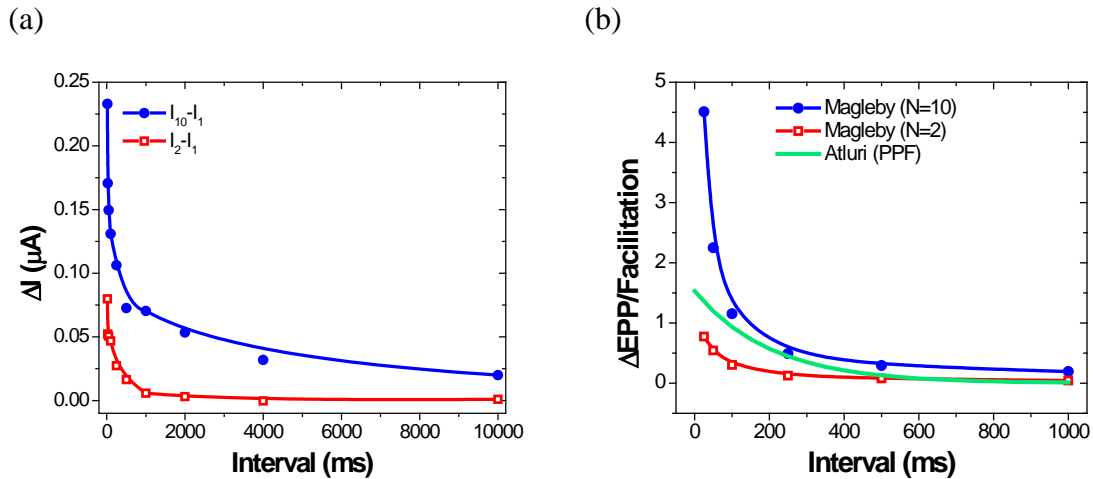 (a)
(b)
0.25
0.20
0.15
0.10
0.05
0.00
ΔI (μA)
I10-I1
I2-I1
0
2000
4000
6000
8000
10000
Interval (ms)
5
4
3
2
1
0
ΔEPP/Facilitation
Magleby (N=10)
Magleby (N=2)
Atluri (PPF)
0
200
400
600
800
1000
Interval (ms)